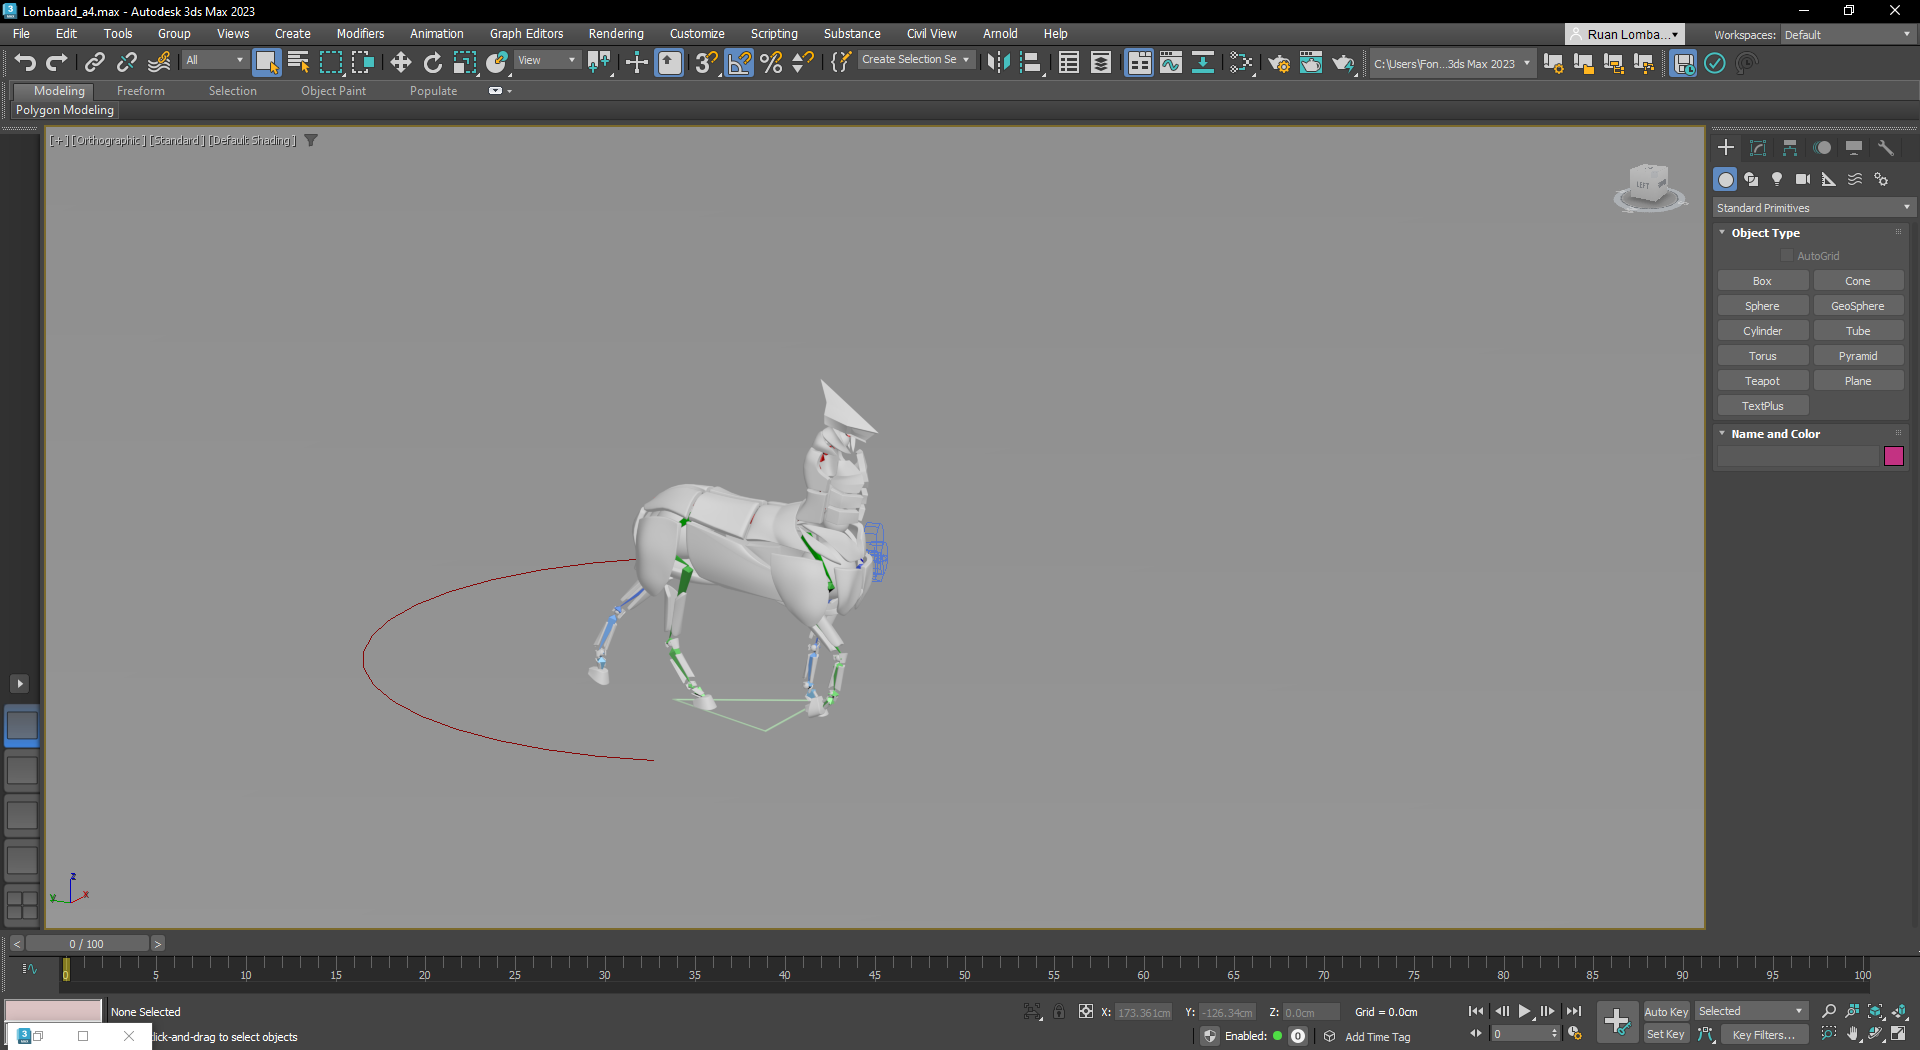 Lombaard_a4.max - Autodesk 3ds Max 2023
File Edit Tools Group Views Create Modifiers Animation Graph Editors Rendering Customize Scripting Substance Civil View Arnold Help
Ruan Lomba... Workspaces: Default
All View Create Selection Se C:\Users\Fon...3ds Max 2023
Modeling Freeform Selection Object Paint Populate
Polygon Modeling
[+] [Orthographic] [Standard] [Default Shading]
LEFT
Standard Primitives
Object Type
AutoGrid
Box Cone
Sphere GeoSphere
Cylinder Tube
Torus Pyramid
Teapot Plane
TextPlus
Name and Color
z
y x
< 0 / 100 >
0 5 10 15 20 25 30 35 40 45 50 55 60 65 70 75 80 85 90 95 100
None Selected X: 173.361cm Y: -126.34cm Z: 0.0cm Grid = 0.0cm Auto Key Selected
click-and-drag to select objects Enabled: 0 Add Time Tag 0 Set Key Key Filters...